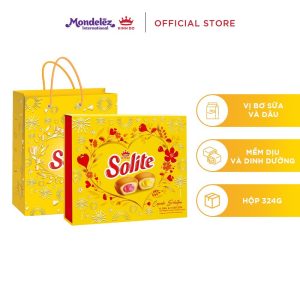 Mondelēz
International
KINH ĐÔ
OFFICIAL STORE
Solite
VỊ BƠ SỮA
VÀ DÂU
MỀM DỊU
VÀ DINH DƯỠNG
HỘP 324G